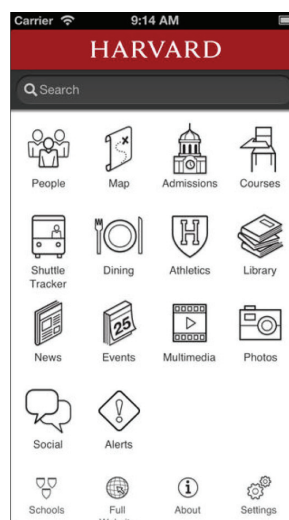 Carrier 9:14 AM
HARVARD
Search
People Map Admissions Courses
Shuttle Tracker Dining Athletics Library
25
News Events Multimedia Photos
Social Alerts
Schools Full About Settings